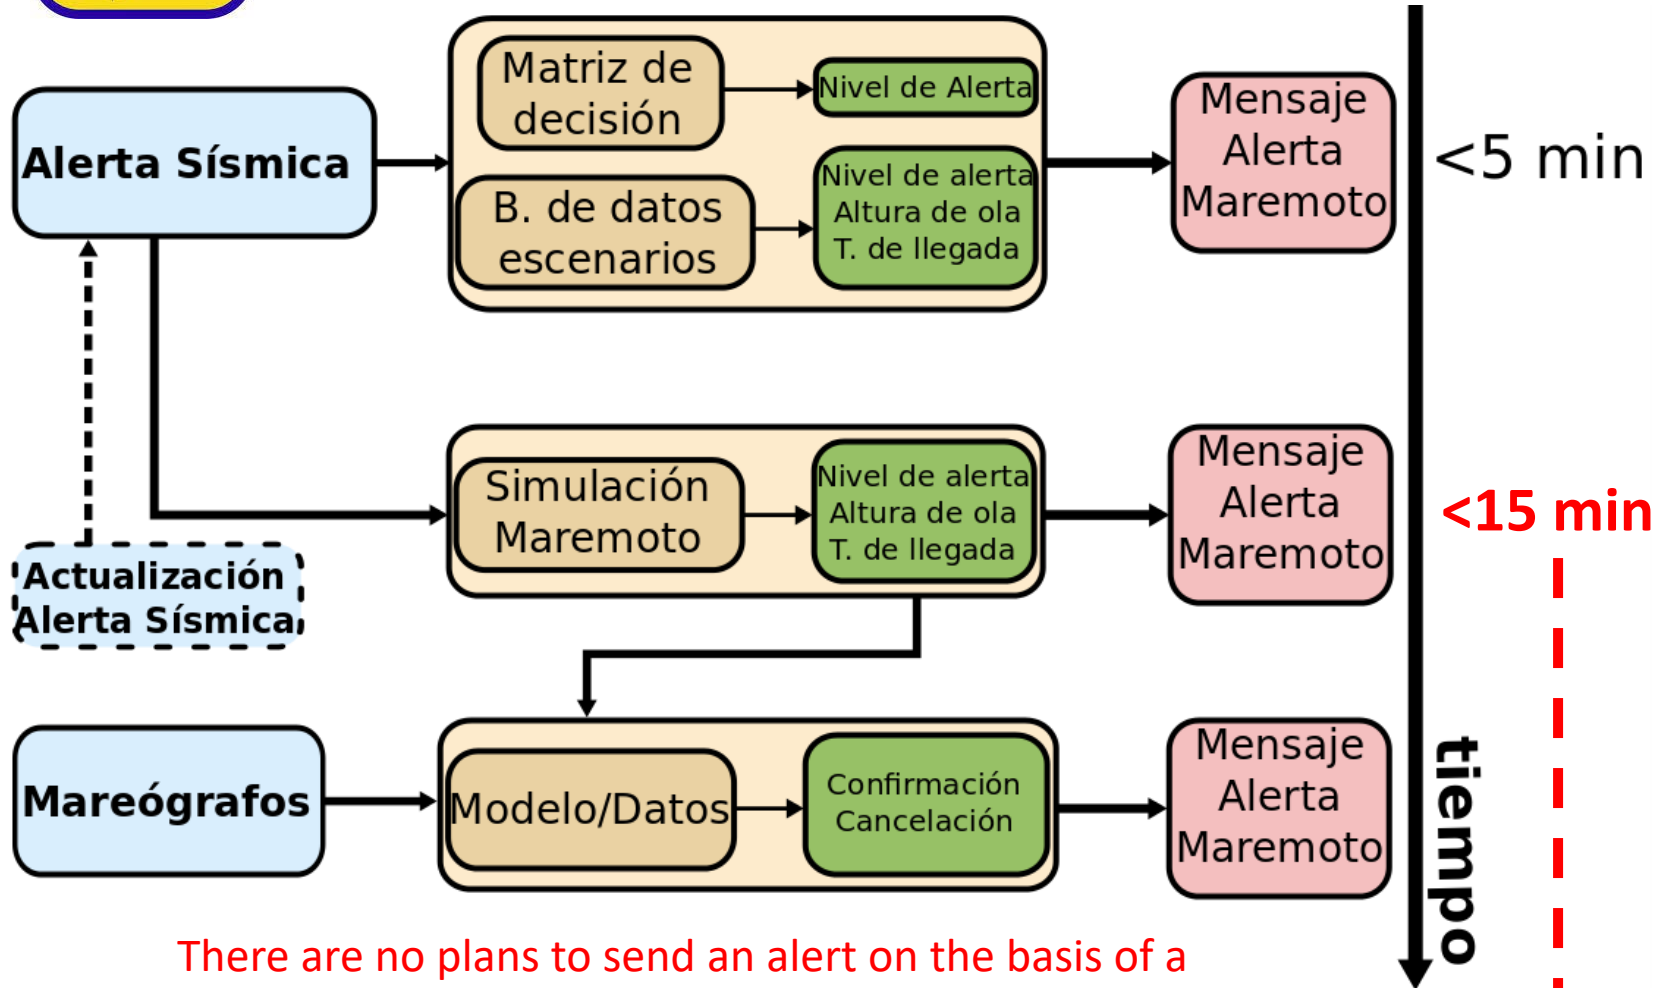 Alerta Sísmica
Matriz de
decisión
Nivel de Alerta
B. de datos
escenarios
Nivel de alerta
Altura de ola
T. de llegada
Mensaje
Alerta
Maremoto
<5 min
Simulación
Maremoto
Nivel de alerta
Altura de ola
T. de llegada
Mensaje
Alerta
Maremoto
<15 min
Actualización
Alerta Sísmica
Mareógrafos
Modelo/Datos
Confirmación
Cancelación
Mensaje
Alerta
Maremoto
tiempo
There are no plans to send an alert on the basis of a